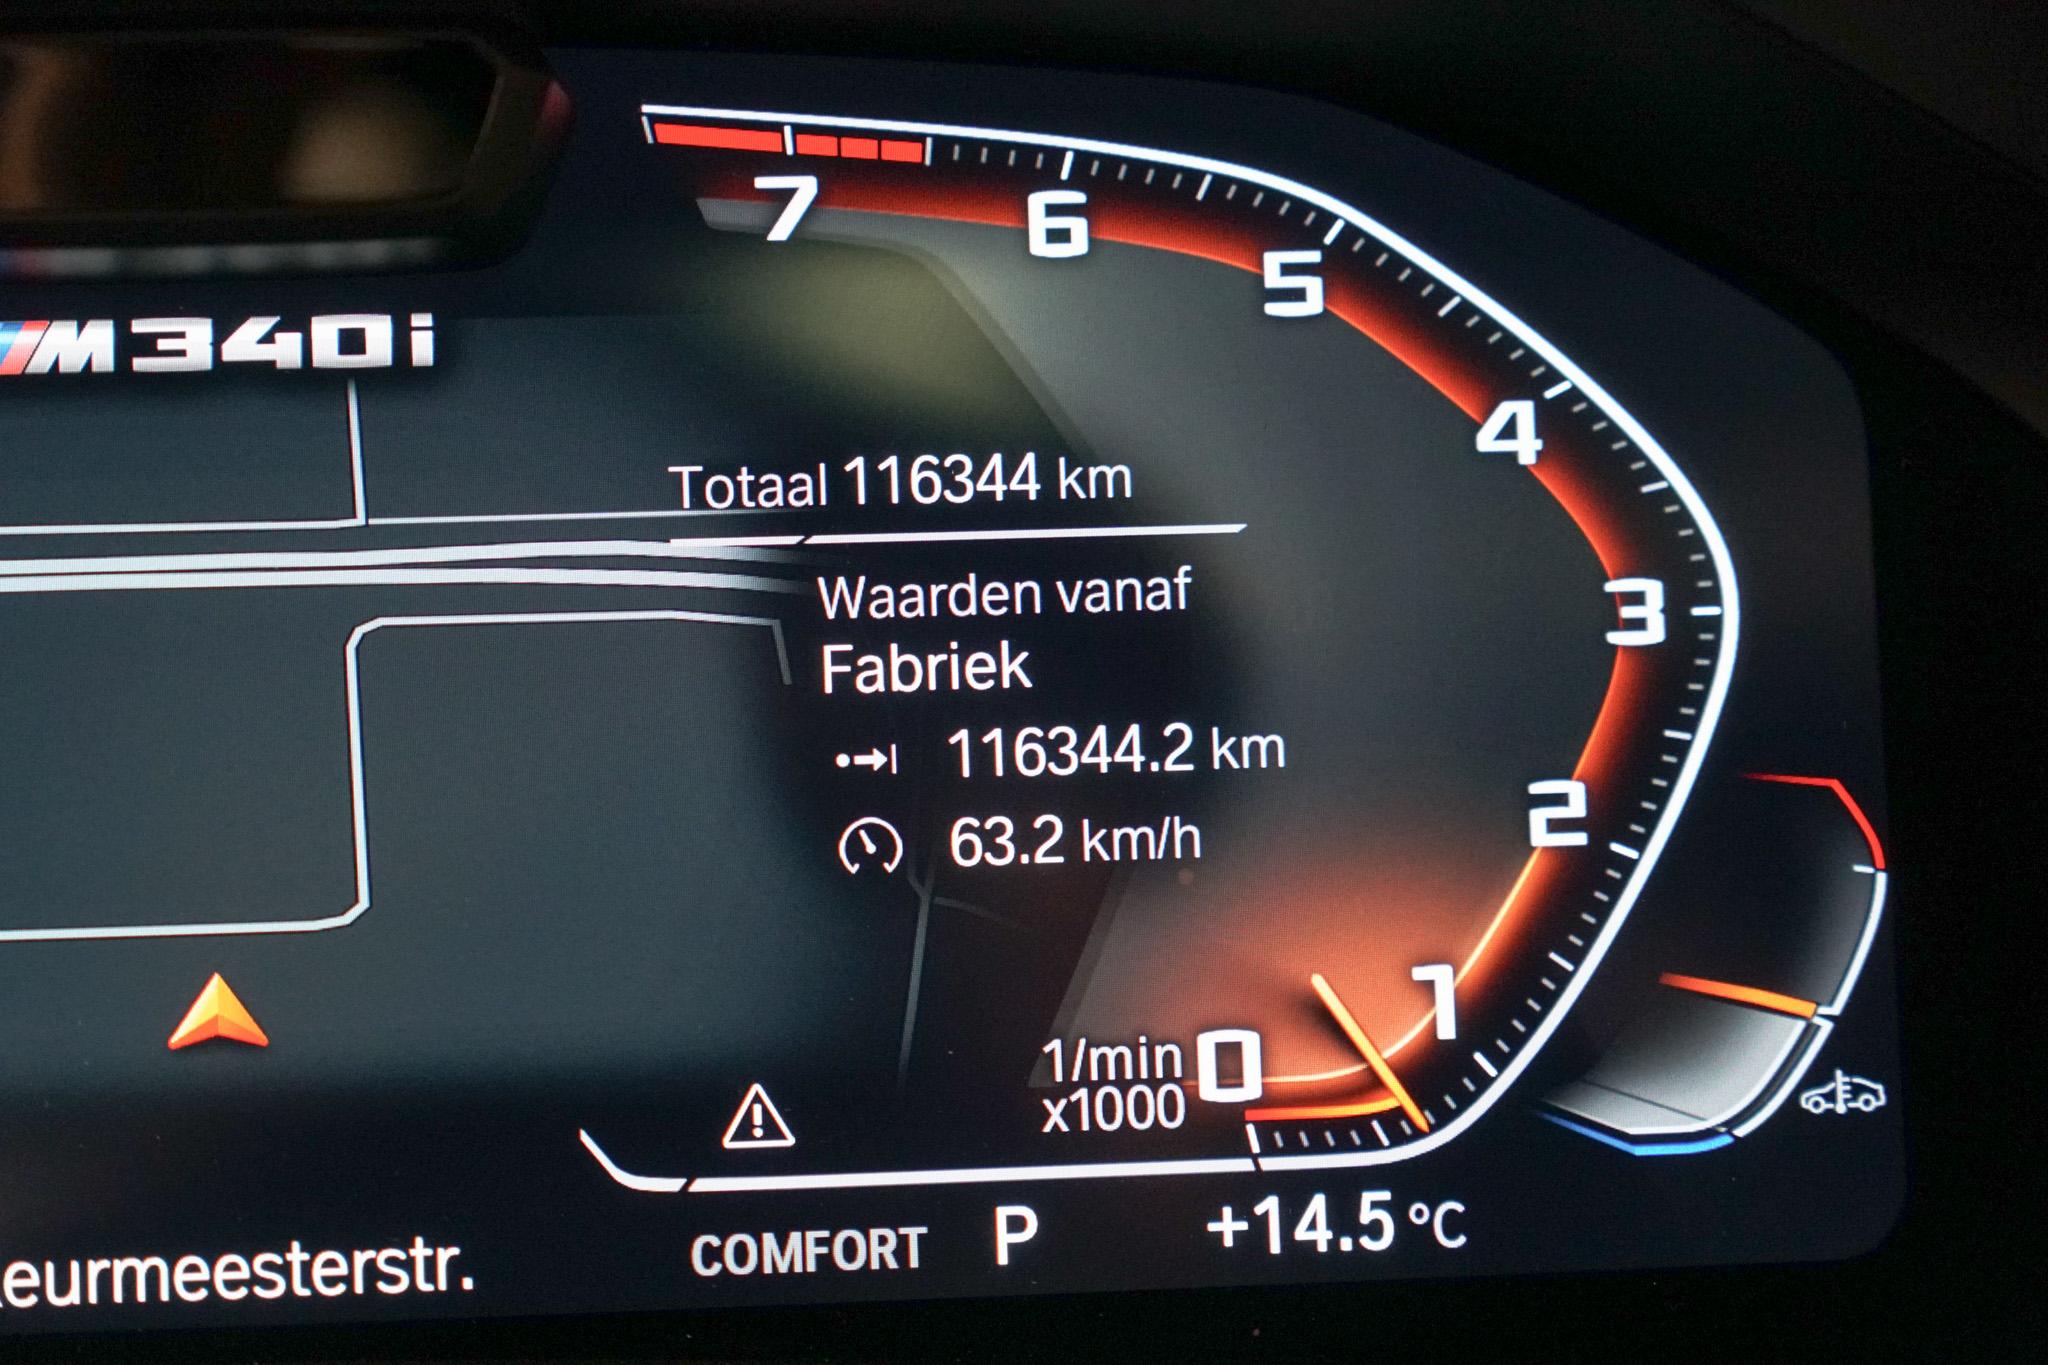 7
6
5
4
3
2
1
0
M340i
Totaal 116344 km
Waarden vanaf
Fabriek
116344.2 km
63.2 km/h
1/min
x1000
COMFORT P +14.5 °C
eurmeesterstr.